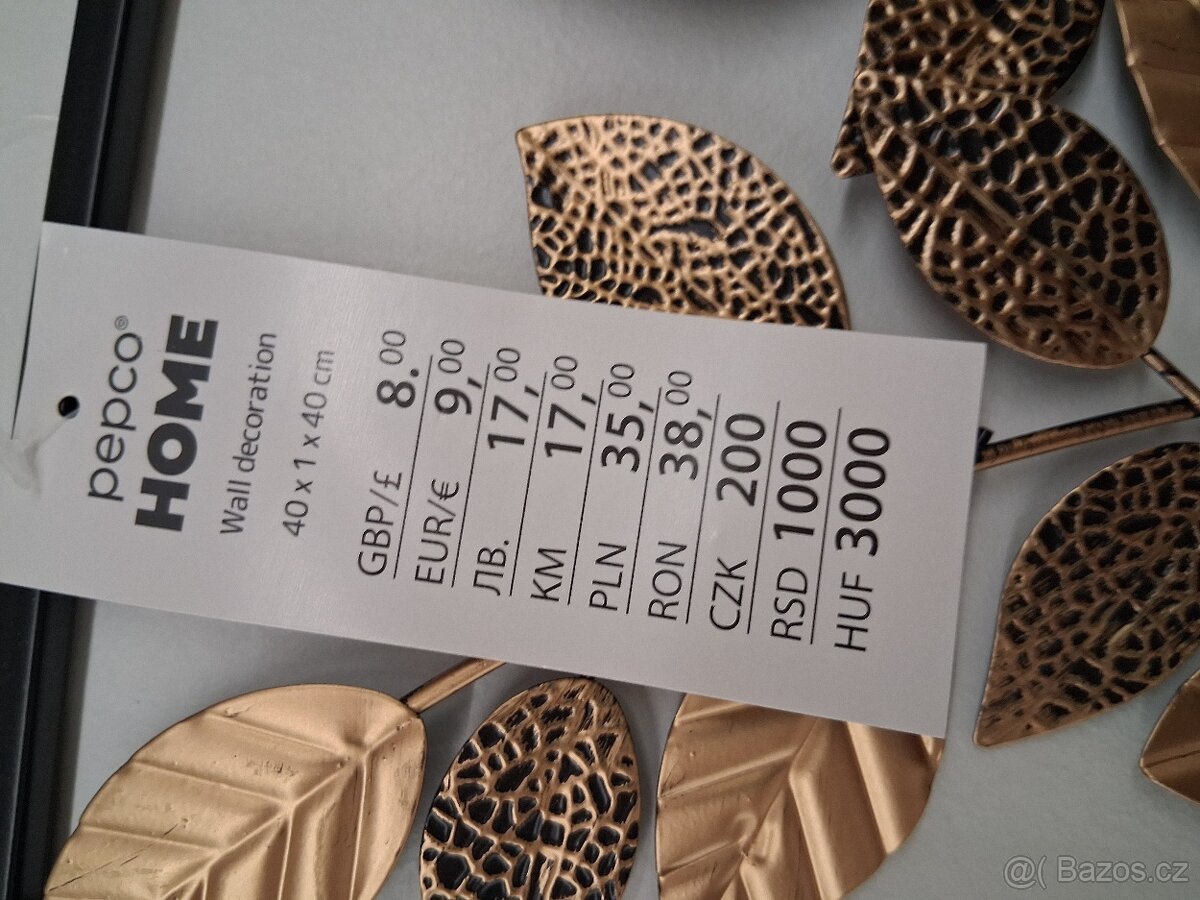 pepco®
HOME
Wall decoration
40 x 1 x 40 cm
GBP/£ 8.00
EUR/€ 9,00
ЛВ. 17,00
KM 17,00
PLN 35,00
RON 38,00
CZK 200
RSD 1000
HUF 3000
@( Bazos.cz